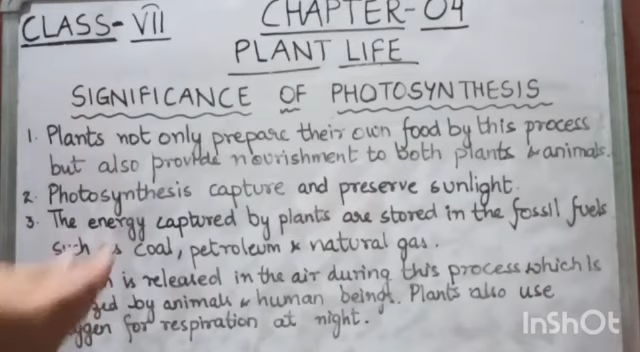 CLASS- VII
CHAPTER- 04
PLANT LIFE
SIGNIFICANCE OF PHOTOSYNTHESIS
1. Plants not only prepare their own food by this process
but also provide nourishment to both plants & animals.
2. Photosynthesis capture and preserve sunlight.
3. The energy captured by plants are stored in the fossil fuels
coal, petroleum & natural gas.
is released in the air during this process which is
by animals & human beings. Plants also use
for respiration at night.
InShOt